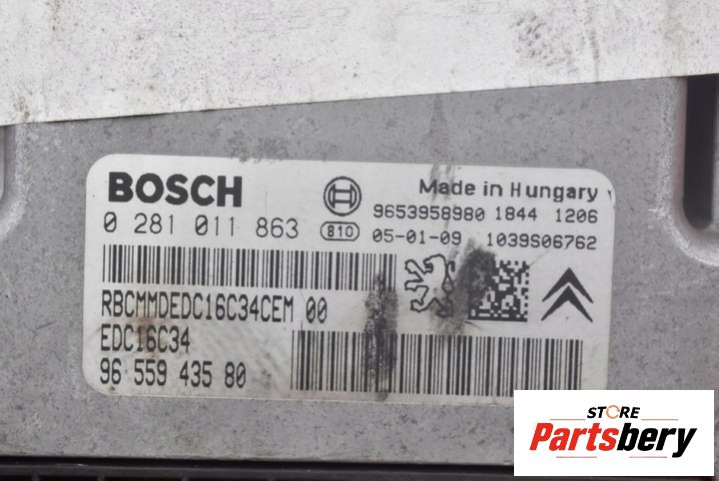 BOSCH
Made in Hungary
9653958980 1844 1206
0 281 011 863
810
05-01-09 1039S06762
RBCMMDEDC16C34CEM 00
EDC16C34
96 559 435 80
STORE
Partsbery